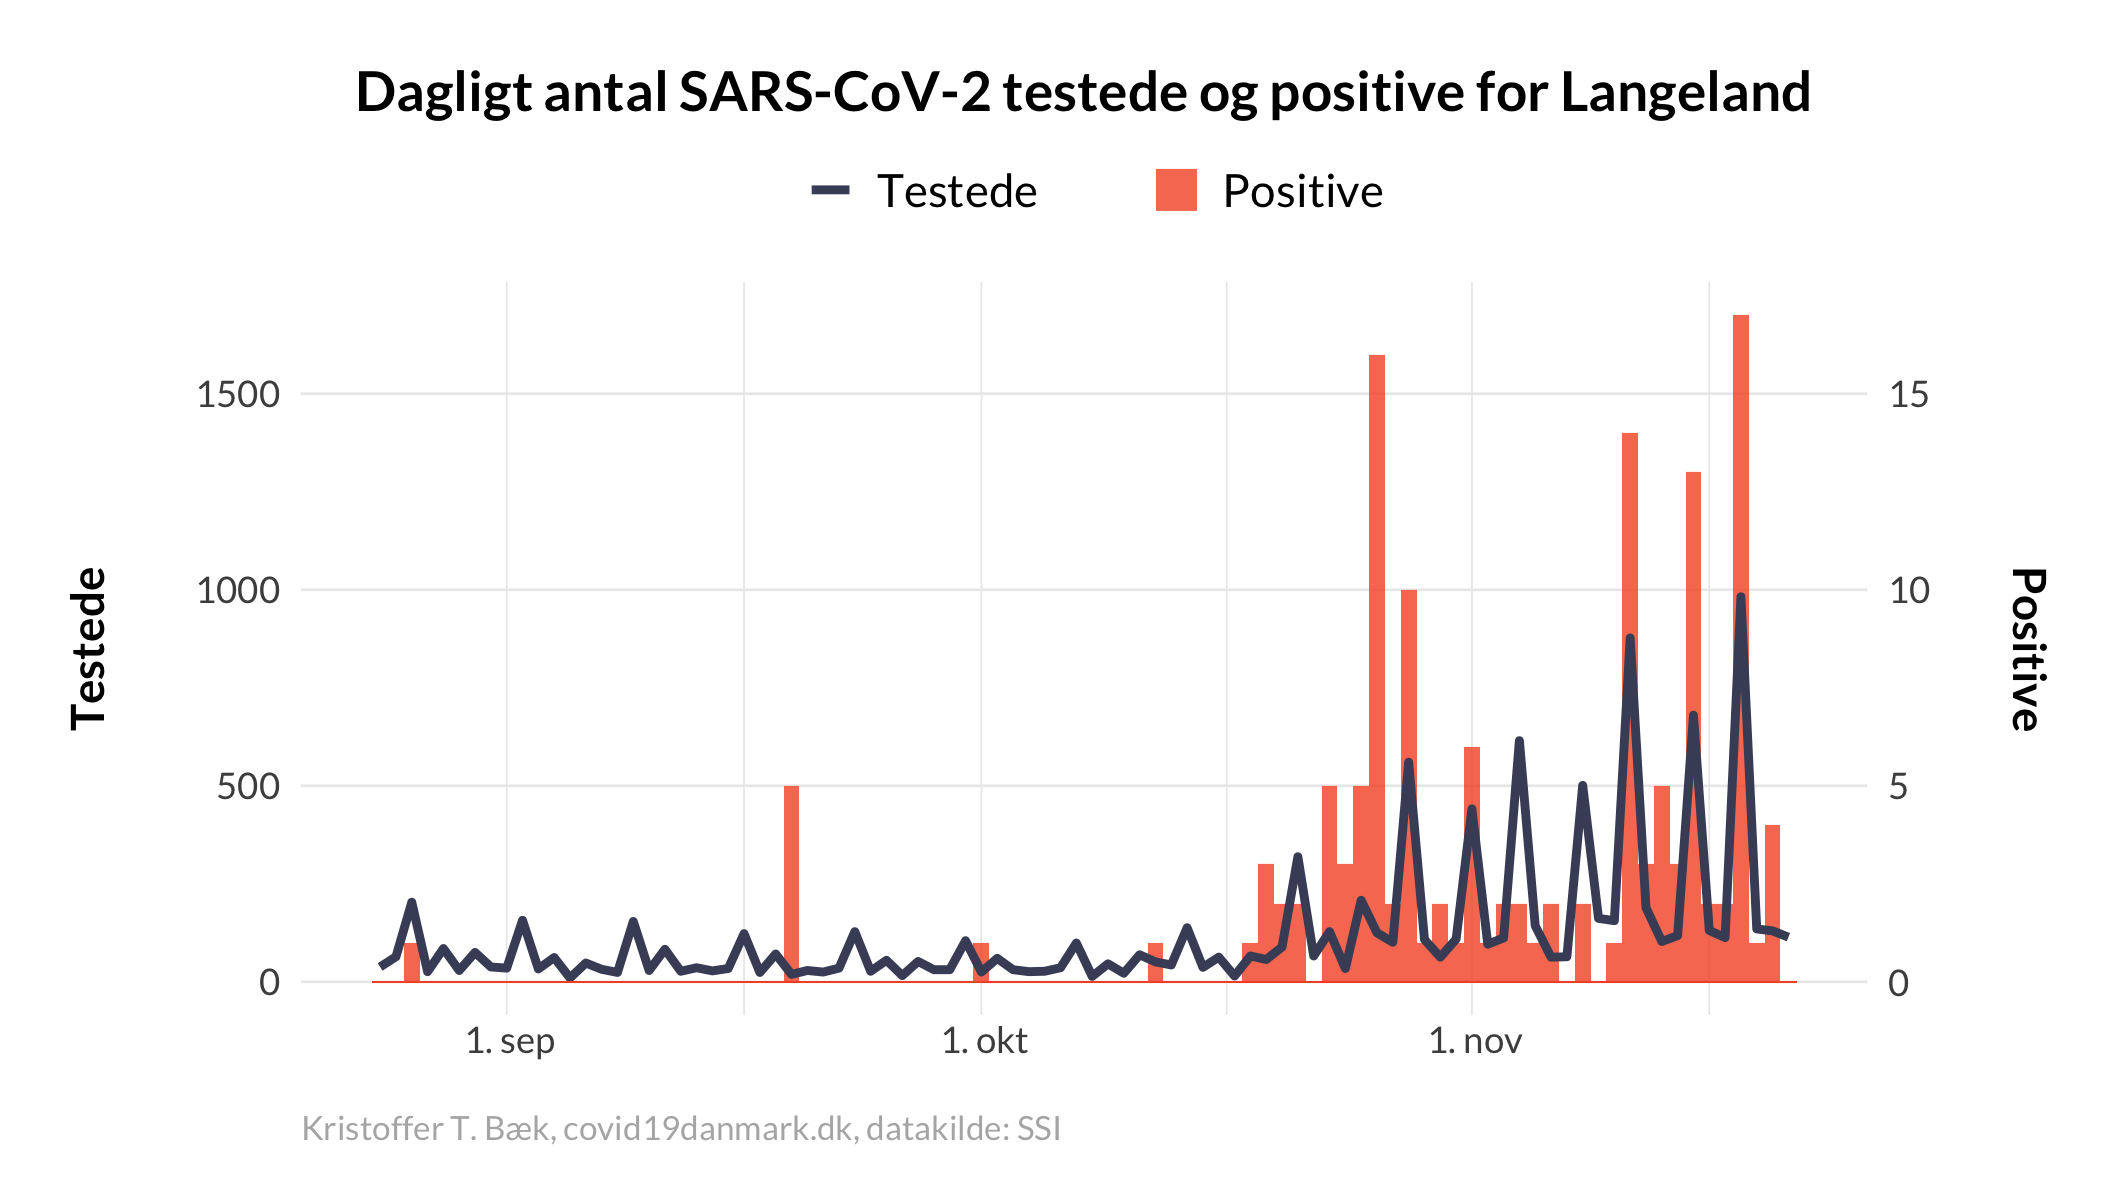 Dagligt antal SARS-CoV-2 testede og positive for Langeland
Testede
Positive
1500
1000
500
0
15
10
5
0
Testede
Positive
1. sep
1. okt
1. nov
Kristoffer T. Bæk, covid19danmark.dk, datakilde: SSI